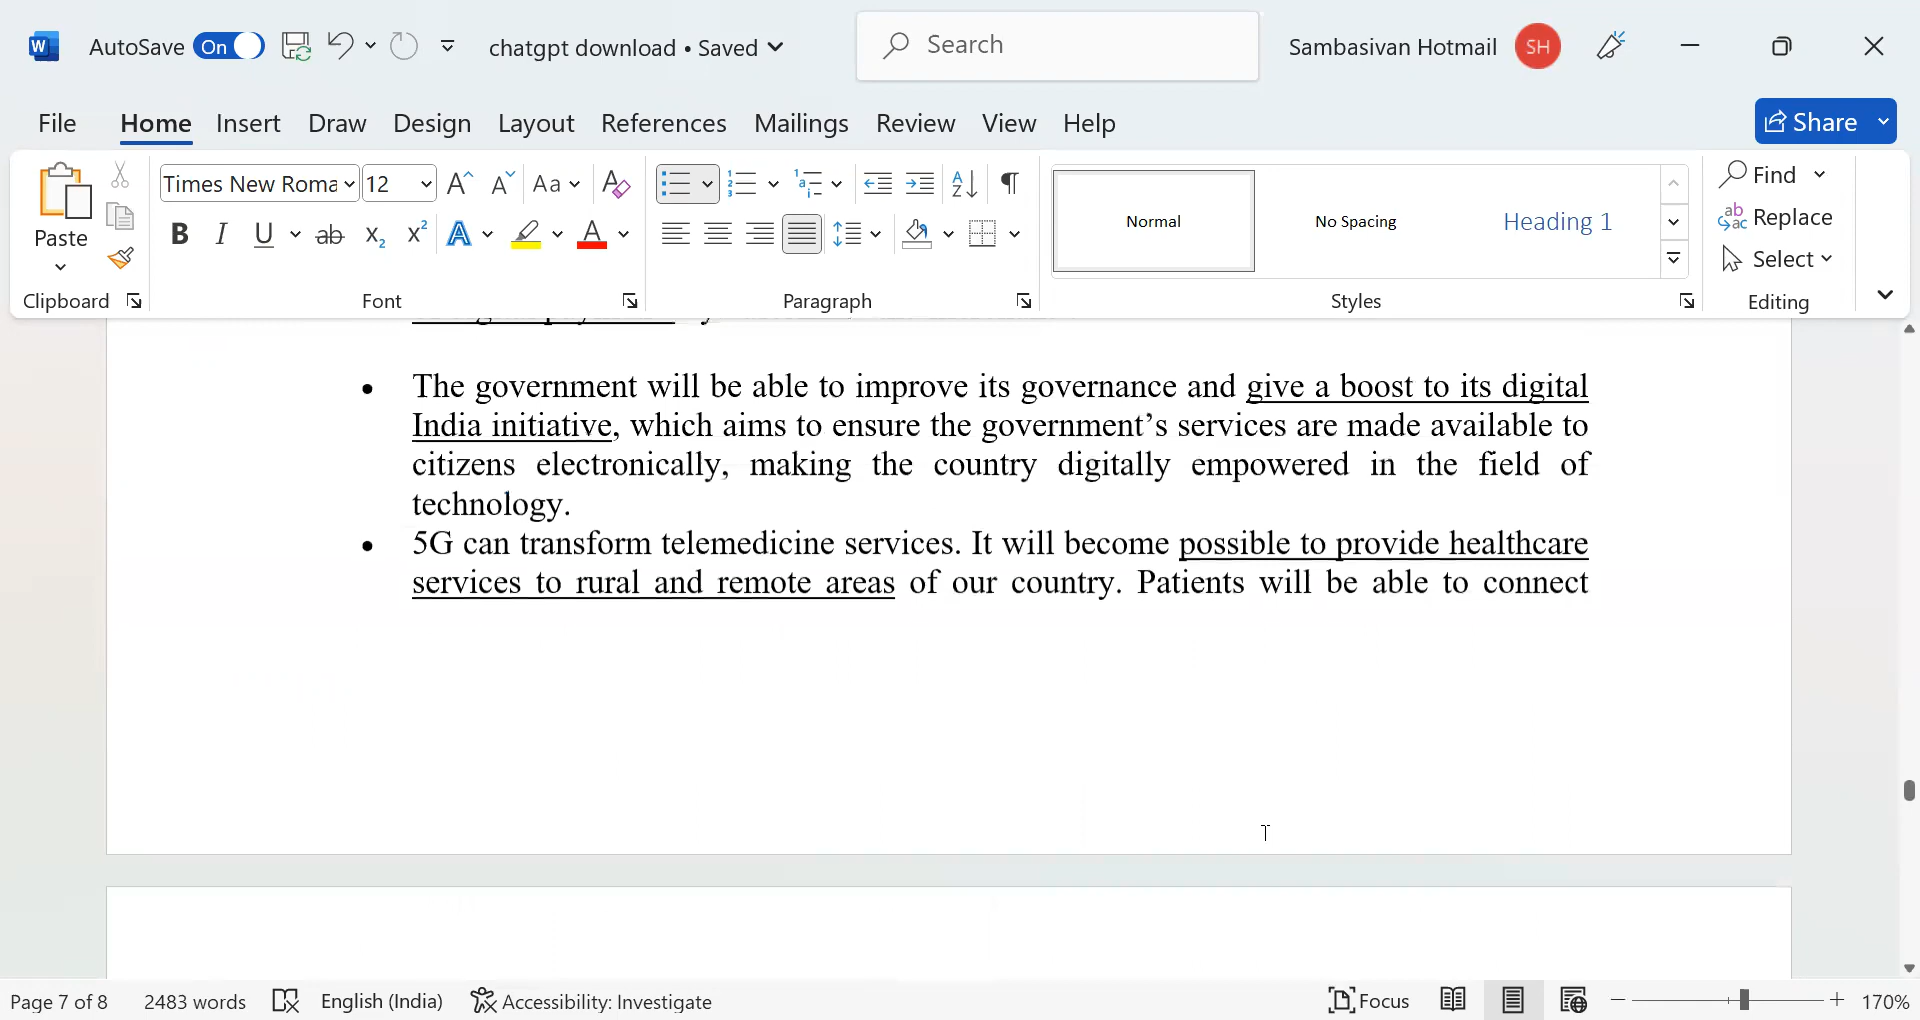 AutoSave On chatgpt download • Saved Search Sambasivan Hotmail SH
File Home Insert Draw Design Layout References Mailings Review View Help Share
Times New Roma 12 Aa Find
Paste B I U ab X₂ X² A A Normal No Spacing Heading 1 Replace
Select
Clipboard Font Paragraph Styles Editing
• The government will be able to improve its governance and give a boost to its digital
India initiative, which aims to ensure the government’s services are made available to
citizens electronically, making the country digitally empowered in the field of
technology.
• 5G can transform telemedicine services. It will become possible to provide healthcare
services to rural and remote areas of our country. Patients will be able to connect
Page 7 of 8 2483 words English (India) Accessibility: Investigate Focus 170%